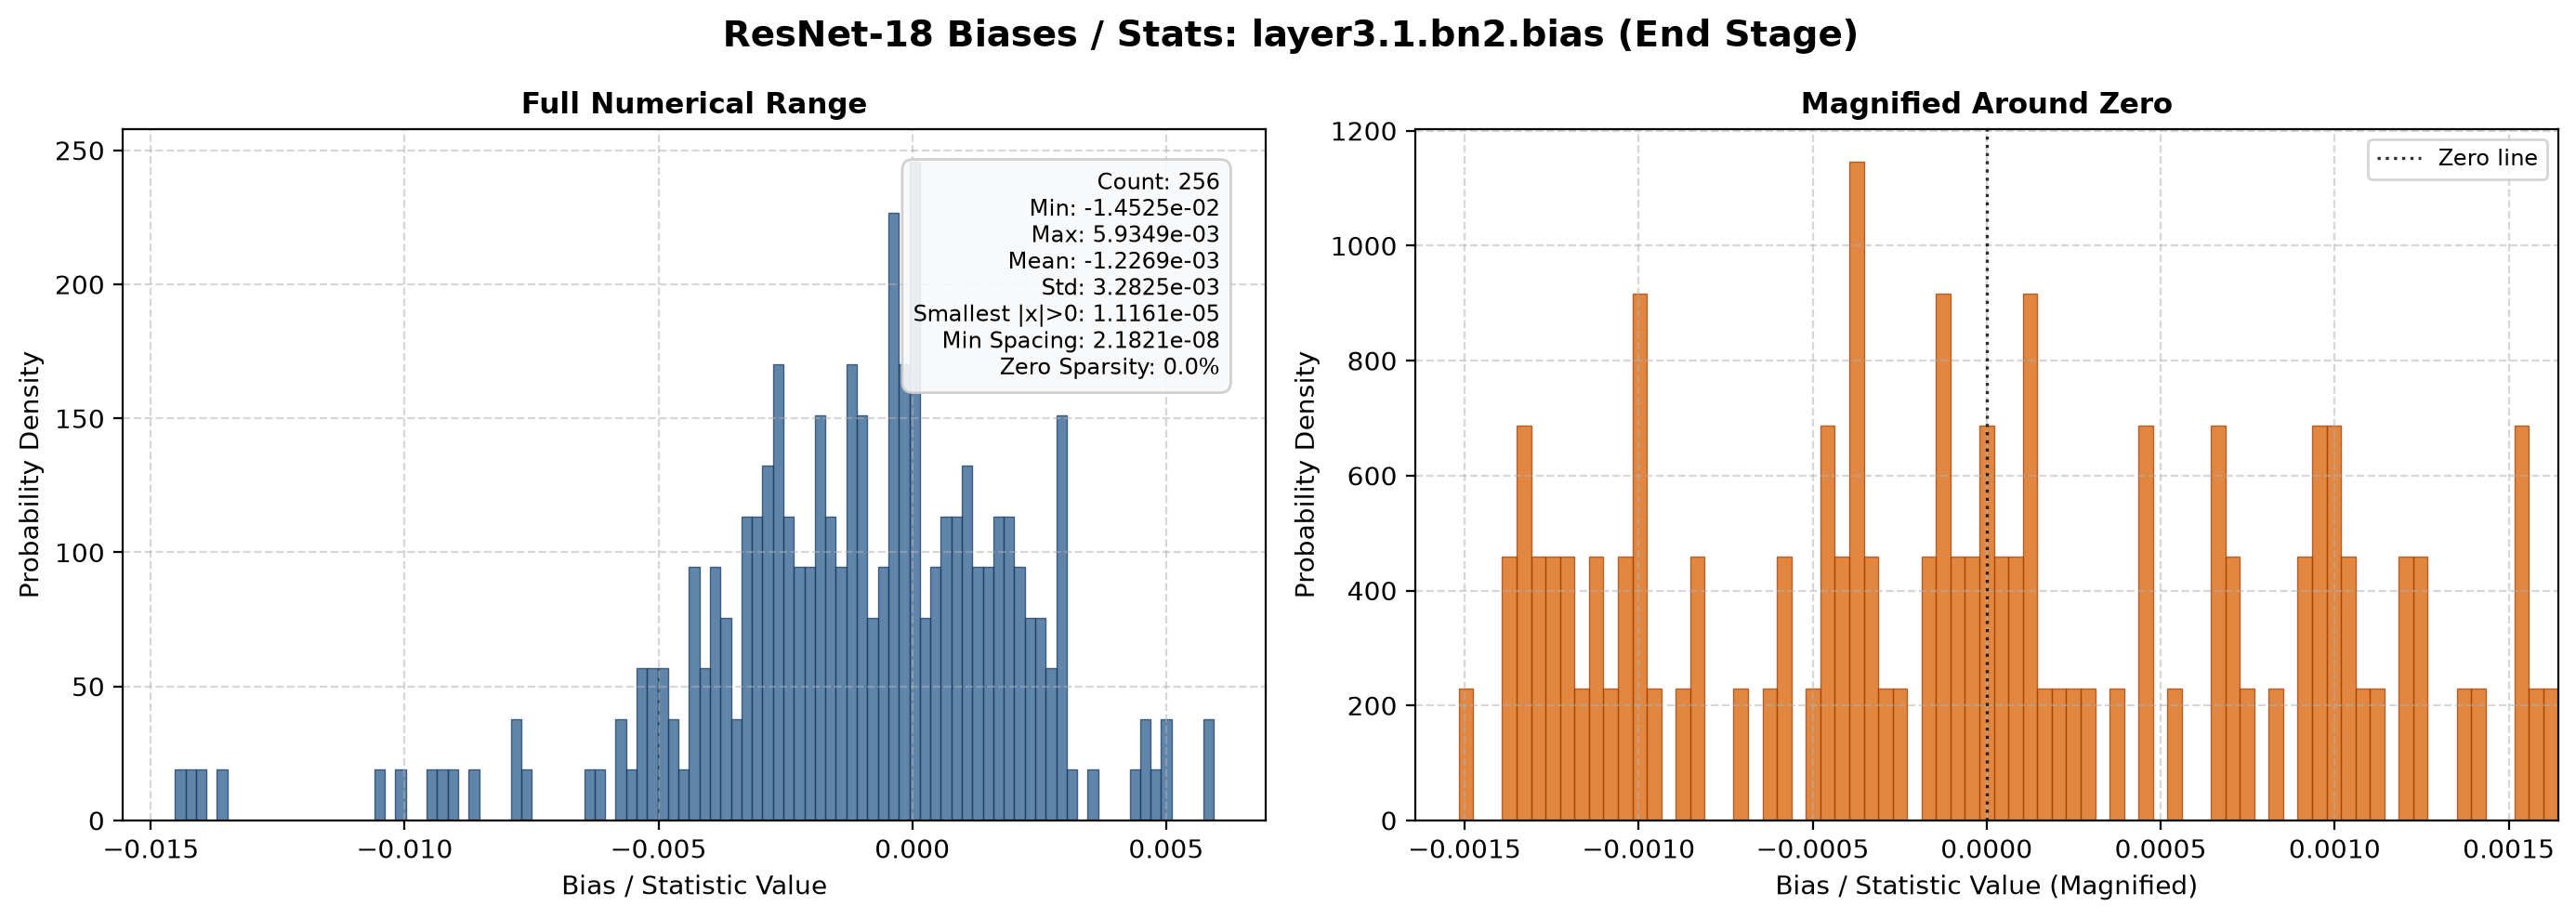 ResNet-18 Biases / Stats: layer3.1.bn2.bias (End Stage)
Full Numerical Range
Probability Density
250
200
150
100
50
0
Count: 256
Min: -1.4525e-02
Max: 5.9349e-03
Mean: -1.2269e-03
Std: 3.2825e-03
Smallest |x|>0: 1.1161e-05
Min Spacing: 2.1821e-08
Zero Sparsity: 0.0%
−0.015 −0.010 −0.005 0.000 0.005
Bias / Statistic Value
Magnified Around Zero
Probability Density
1200
1000
800
600
400
200
0
Zero line
−0.0015 −0.0010 −0.0005 0.0000 0.0005 0.0010 0.0015
Bias / Statistic Value (Magnified)